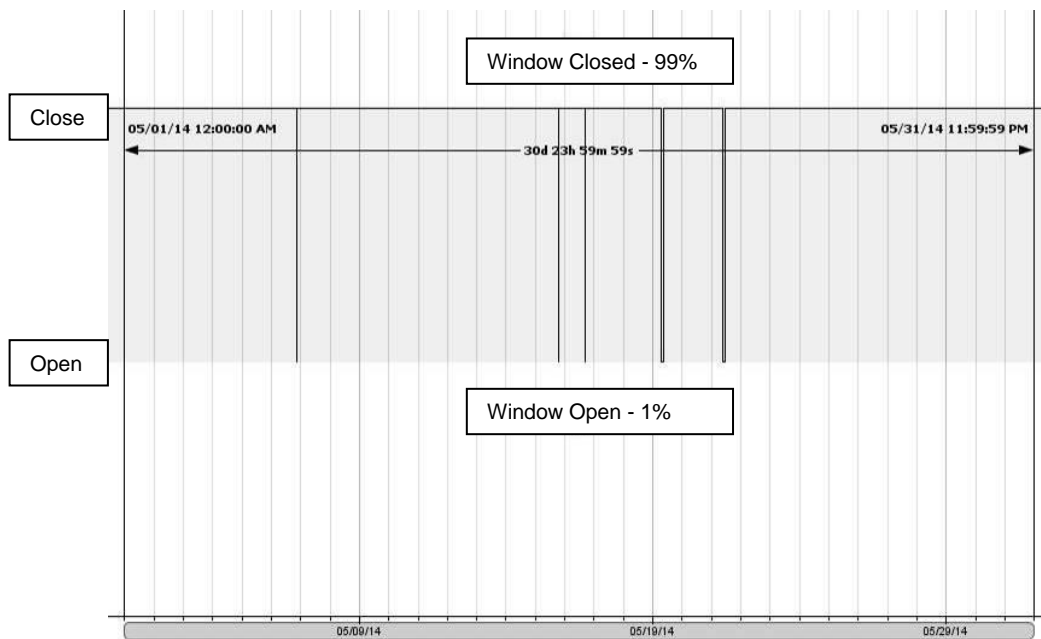 Window Closed - 99%
Close
05/01/14 12:00:00 AM
05/31/14 11:59:59 PM
30d 23h 59m 59s
Open
Window Open - 1%
05/09/14
05/19/14
05/29/14